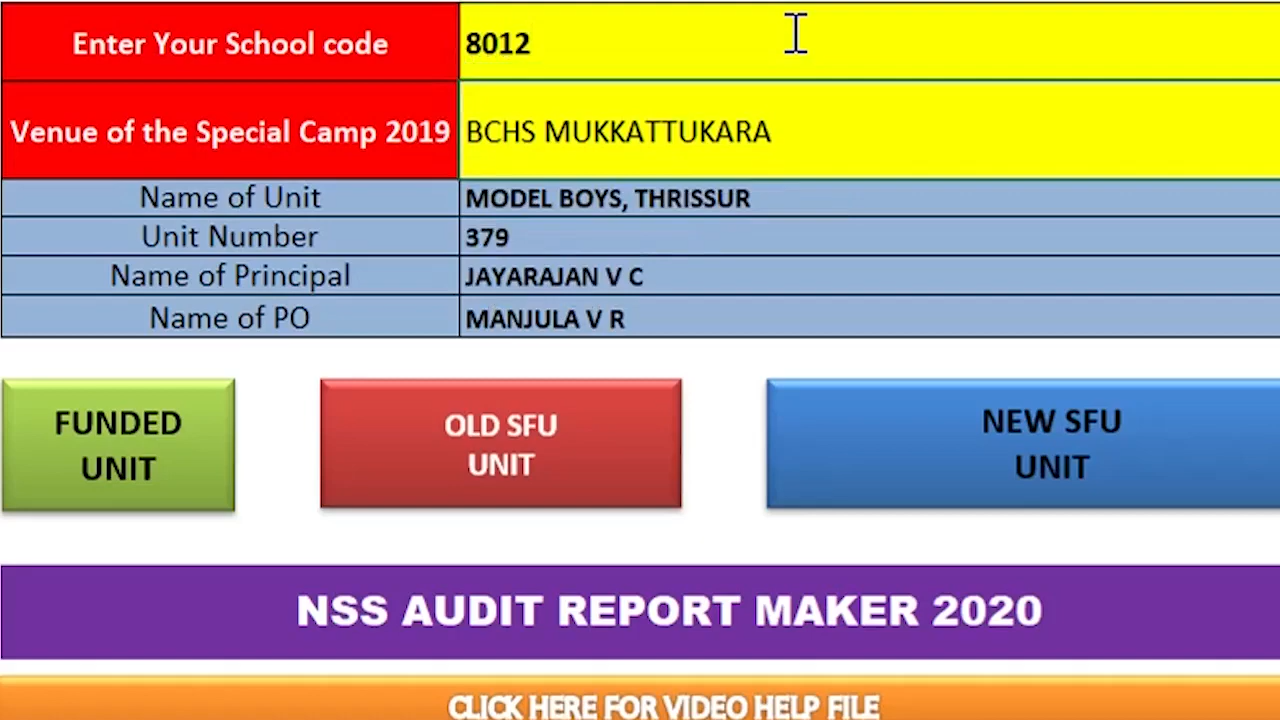 Enter Your School code 8012
Venue of the Special Camp 2019 BCHS MUKKATTUKARA
Name of Unit MODEL BOYS, THRISSUR
Unit Number 379
Name of Principal JAYARAJAN V C
Name of PO MANJULA V R
FUNDED
UNIT
OLD SFU
UNIT
NEW SFU
UNIT
NSS AUDIT REPORT MAKER 2020
CLICK HERE FOR VIDEO HELP FILE